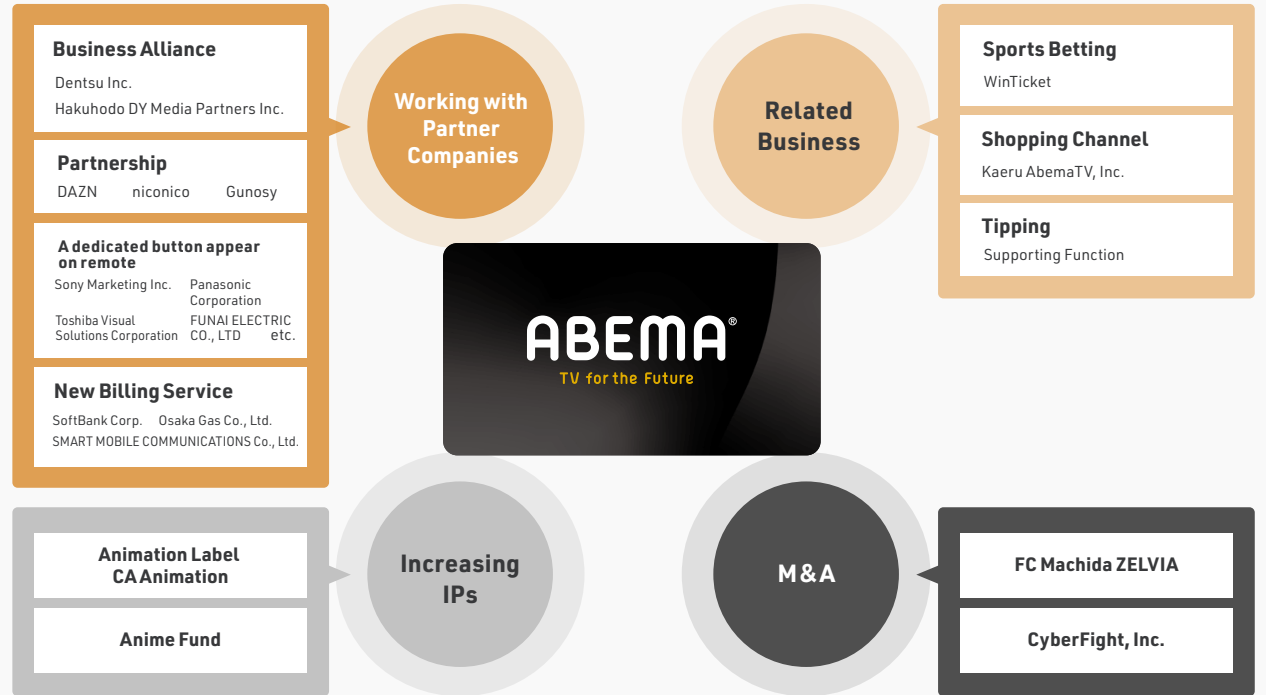 Business Alliance
Dentsu Inc.
Hakuhodo DY Media Partners Inc.
Partnership
DAZN niconico Gunosy
A dedicated button appear
on remote
Sony Marketing Inc. Panasonic
Corporation
Toshiba Visual FUNAI ELECTRIC
Solutions Corporation CO., LTD etc.
New Billing Service
SoftBank Corp. Osaka Gas Co., Ltd.
SMART MOBILE COMMUNICATIONS Co., Ltd.
Working with
Partner
Companies
Related
Business
Sports Betting
WinTicket
Shopping Channel
Kaeru AbemaTV, Inc.
Tipping
Supporting Function
ABEMA®
TV for the Future
Animation Label
CA Animation
Anime Fund
Increasing
IPs
M&A
FC Machida ZELVIA
CyberFight, Inc.